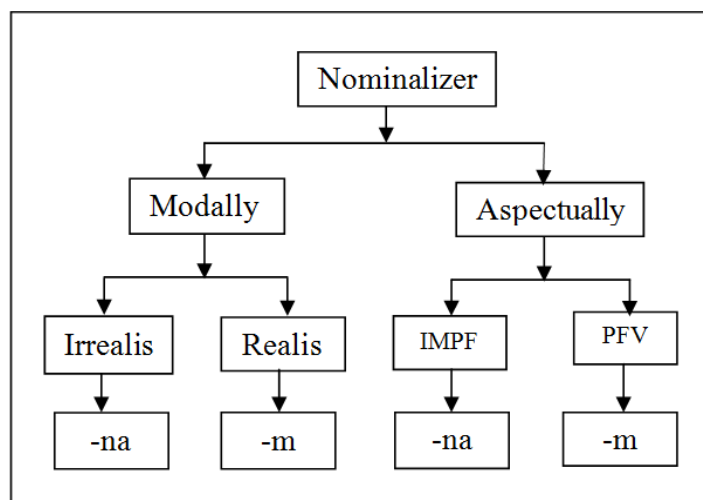 Nominalizer
Modally
Aspectually
Irrealis
Realis
IMPF
PFV
-na
-m
-na
-m